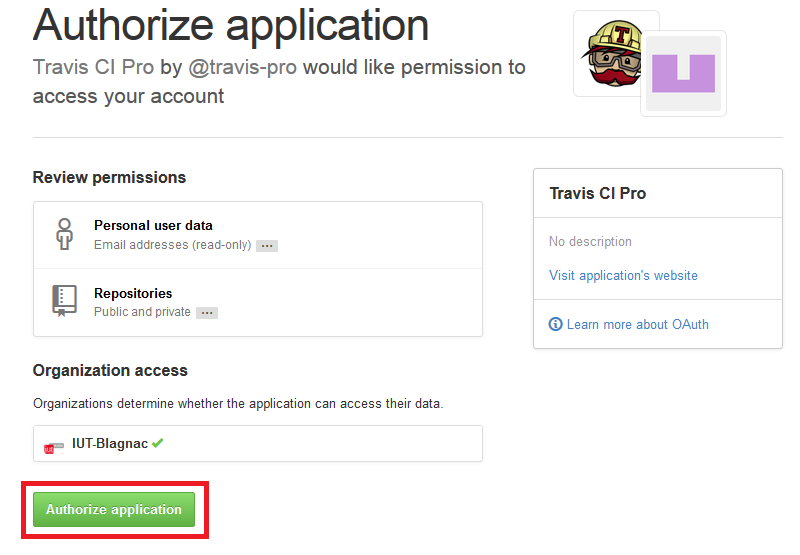 Authorize application
Travis CI Pro by @travis-pro would like permission to
access your account
T
Review permissions
Personal user data
Email addresses (read-only) ...
Repositories
Public and private ...
Organization access
Organizations determine whether the application can access their data.
IUT-Blagnac
Authorize application
Travis CI Pro
No description
Visit application's website
Learn more about OAuth